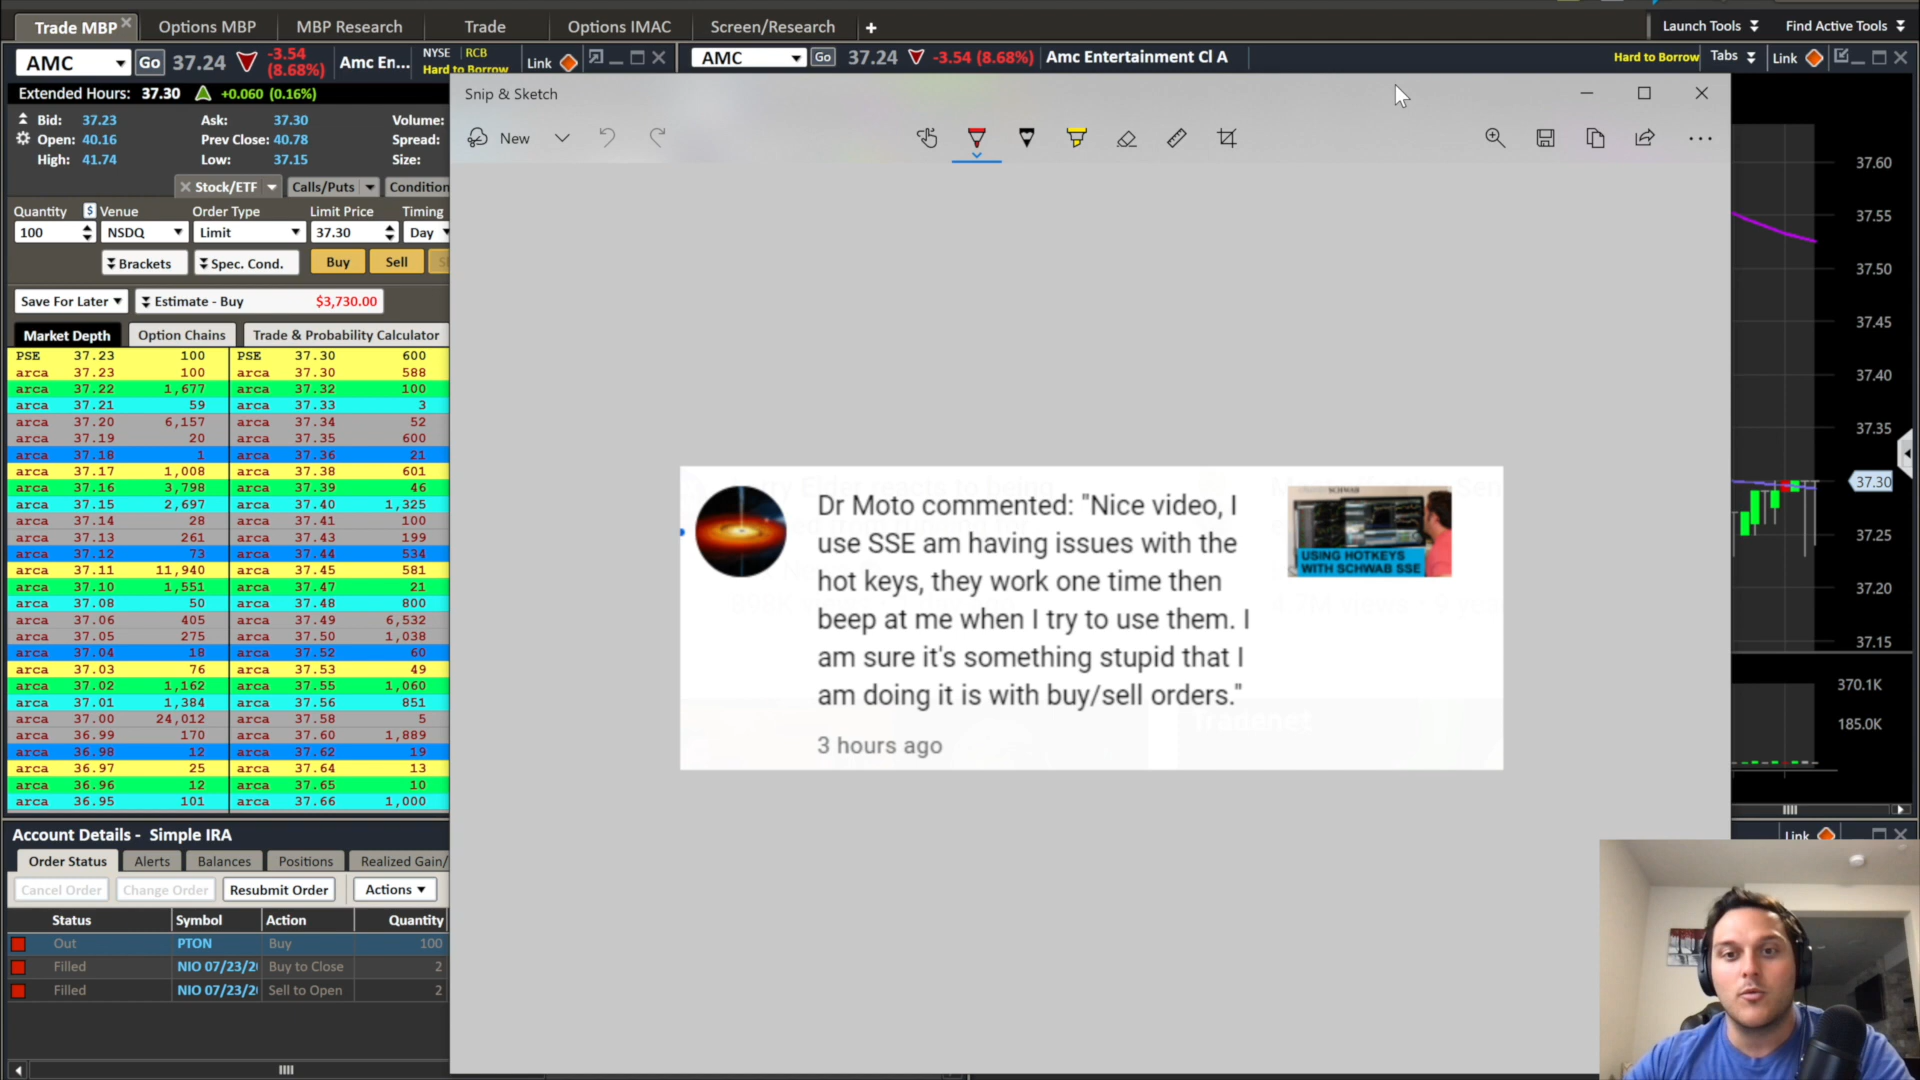 Trade MBP
Options MBP
MBP Research
Trade
Options IMAC
Screen/Research
+
Launch Tools
Find Active Tools
AMC
Go
37.24
-3.54
(8.68%)
Amc En...
NYSE
RCB
Hard to Borrow
Link
AMC
Go
37.24
-3.54 (8.68%)
Amc Entertainment Cl A
Hard to Borrow
Tabs
Link
Extended Hours: 37.30 +0.060 (0.16%)
Bid: 37.23 Ask: 37.30 Volume:
Open: 40.16 Prev Close: 40.78 Spread:
High: 41.74 Low: 37.15 Size:
Stock/ETF
Calls/Puts
Condition
Quantity $ Venue Order Type Limit Price Timing
100 NSDQ Limit 37.30 Day
Brackets
Spec. Cond.
Buy
Sell
Save For Later
Estimate - Buy $3,730.00
Market Depth
Option Chains
Trade & Probability Calculator
PSE 37.23 100 PSE 37.30 600
arca 37.23 100 arca 37.30 588
arca 37.22 1,677 arca 37.32 100
arca 37.21 59 arca 37.33 3
arca 37.20 6,157 arca 37.34 52
arca 37.19 20 arca 37.35 600
arca 37.18 1 arca 37.36 21
arca 37.17 1,008 arca 37.38 601
arca 37.16 3,798 arca 37.39 46
arca 37.15 2,697 arca 37.40 1,325
arca 37.14 28 arca 37.41 100
arca 37.13 261 arca 37.43 199
arca 37.12 73 arca 37.44 534
arca 37.11 11,940 arca 37.45 581
arca 37.10 1,551 arca 37.47 21
arca 37.08 50 arca 37.48 800
arca 37.06 405 arca 37.49 6,532
arca 37.05 275 arca 37.50 1,038
arca 37.04 18 arca 37.52 60
arca 37.03 76 arca 37.53 49
arca 37.02 1,162 arca 37.55 1,060
arca 37.01 1,384 arca 37.56 851
arca 37.00 24,012 arca 37.58 5
arca 36.99 170 arca 37.60 1,889
arca 36.98 12 arca 37.62 19
arca 36.97 25 arca 37.64 13
arca 36.96 12 arca 37.65 10
arca 36.95 101 arca 37.66 1,000
Account Details - Simple IRA
Order Status
Alerts
Balances
Positions
Realized Gain/
Cancel Order
Change Order
Resubmit Order
Actions
Status Symbol Action Quantity
Out PTON Buy 100
Filled NIO 07/23/2 Buy to Close 2
Filled NIO 07/23/2 Sell to Open 2
Snip & Sketch
New
Dr Moto commented: "Nice video, I
use SSE am having issues with the
hot keys, they work one time then
beep at me when I try to use them. I
am sure it's something stupid that I
am doing it is with buy/sell orders."
3 hours ago
SCHWAB
USING HOTKEYS
WITH SCHWAB SSE
37.60
37.55
37.50
37.45
37.40
37.35
37.30
37.25
37.20
37.15
370.1K
185.0K
Link